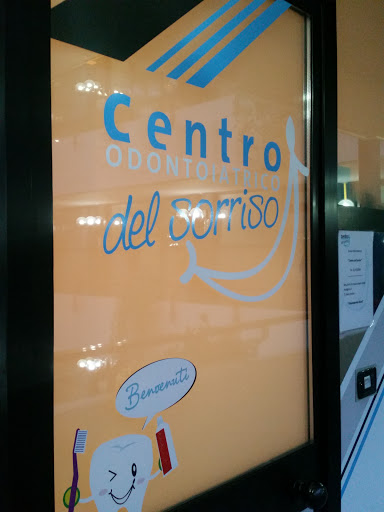 Centro
ODONTOIATRICO
del sorriso
Benvenuti